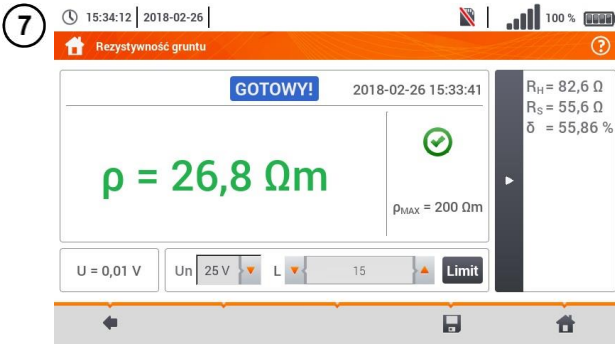 7
15:34:12 2018-02-26 100 %
Rezystywność gruntu ?
GOTOWY! 2018-02-26 15:33:41
ρ = 26,8 Ωm
ρMAX = 200 Ωm
RH = 82,6 Ω
RS = 55,6 Ω
δ = 55,86 %
U = 0,01 V Un 25 V L 15 Limit